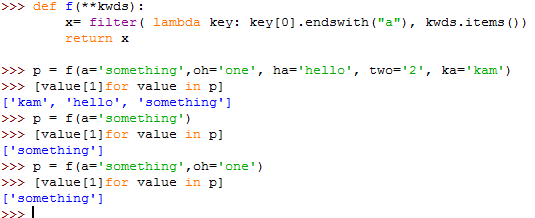 >>> def f(**kwds):
        x= filter( lambda key: key[0].endswith("a"), kwds.items())
        return x

>>> p = f(a='something',oh='one', ha='hello', two='2', ka='kam')
>>> [value[1]for value in p]
['kam', 'hello', 'something']
>>> p = f(a='something')
>>> [value[1]for value in p]
['something']
>>> p = f(a='something',oh='one')
>>> [value[1]for value in p]
['something']
>>>